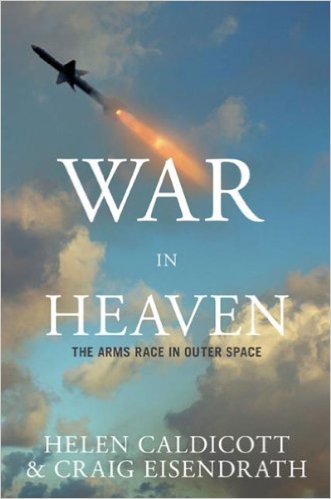 WAR
IN
HEAVEN
THE ARMS RACE IN OUTER SPACE
HELEN CALDICOTT
& CRAIG EISENDRATH